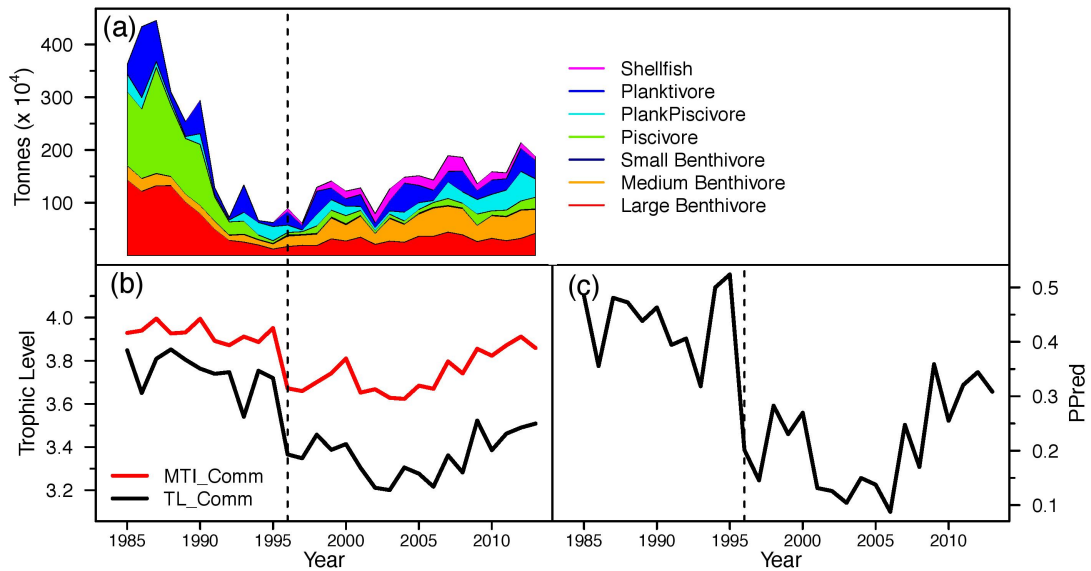 (a)
Tonnes (x 10⁴)
400
300
200
100
Shellfish
Planktivore
PlankPiscivore
Piscivore
Small Benthivore
Medium Benthivore
Large Benthivore
(b)
Trophic Level
4.0
3.8
3.6
3.4
3.2
MTI_Comm
TL_Comm
1985 1990 1995 2000 2005 2010
Year
(c)
0.5
0.4
0.3
0.2
0.1
PPred
1985 1990 1995 2000 2005 2010
Year